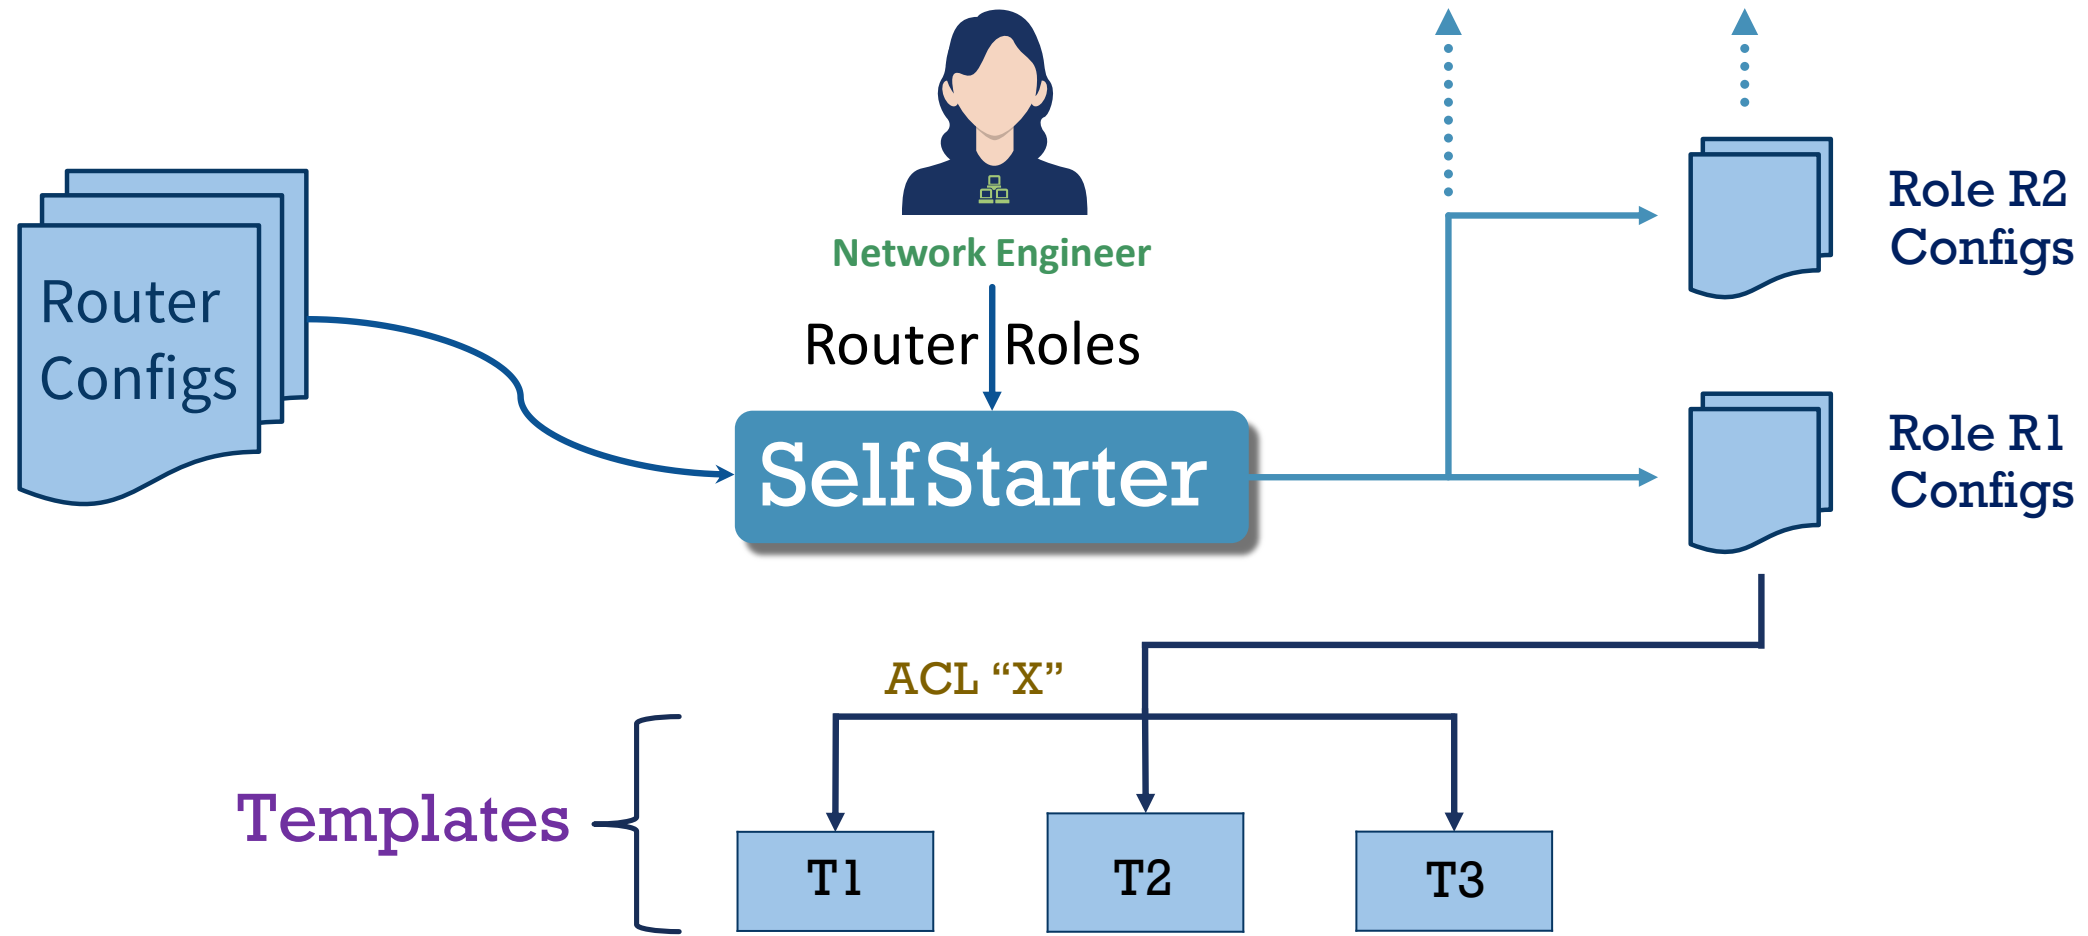 Network Engineer
Router Roles
Router
Configs
SelfStarter
Role R2
Configs
Role R1
Configs
ACL “X”
Templates
T1
T2
T3